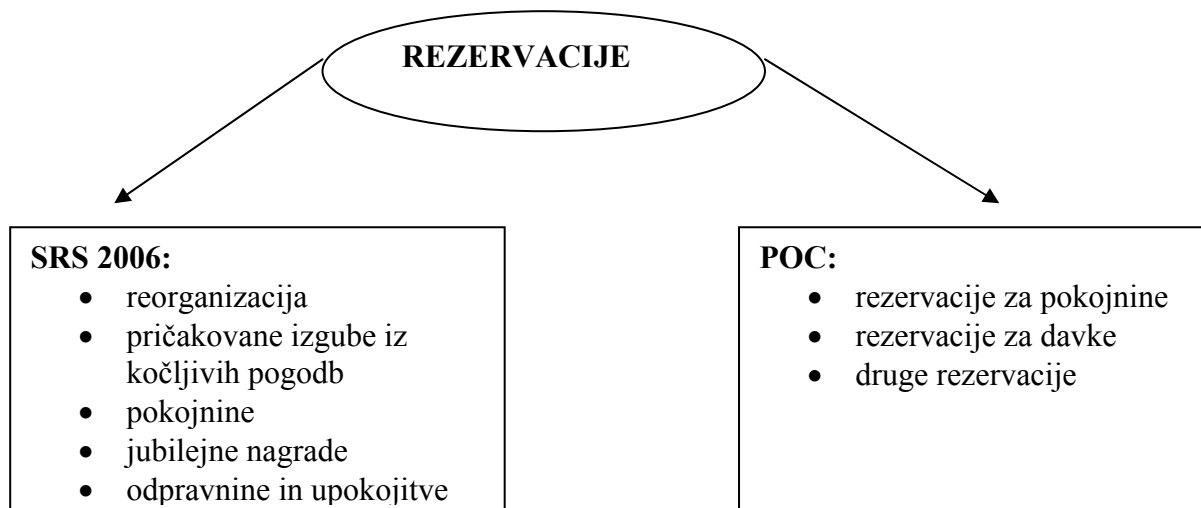 REZERVACIJE
SRS 2006:
• reorganizacija
• pričakovane izgube iz
kočljivih pogodb
• pokojnine
• jubilejne nagrade
• odpravnine in upokojitve
POC:
• rezervacije za pokojnine
• rezervacije za davke
• druge rezervacije